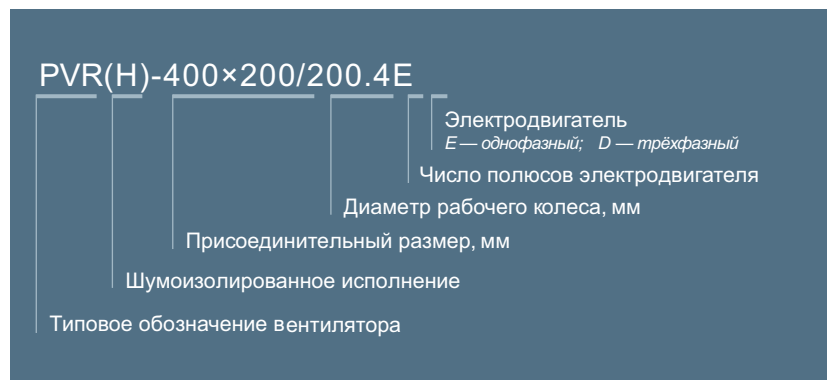 PVR(H)-400×200/200.4E
Электродвигатель
E — однофазный; D — трёхфазный
Число полюсов электродвигателя
Диаметр рабочего колеса, мм
Присоединительный размер, мм
Шумоизолированное исполнение
Типовое обозначение вентилятора